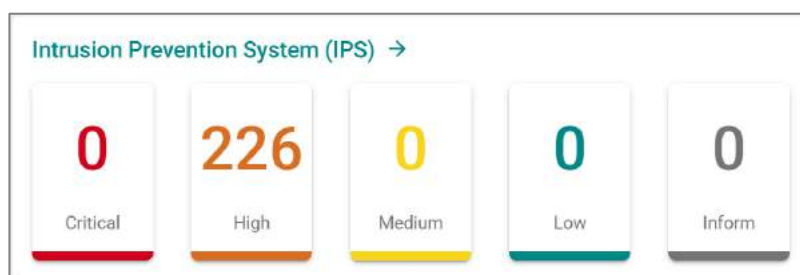 Intrusion Prevention System (IPS) →
0 226 0 0 0
Critical High Medium Low Inform